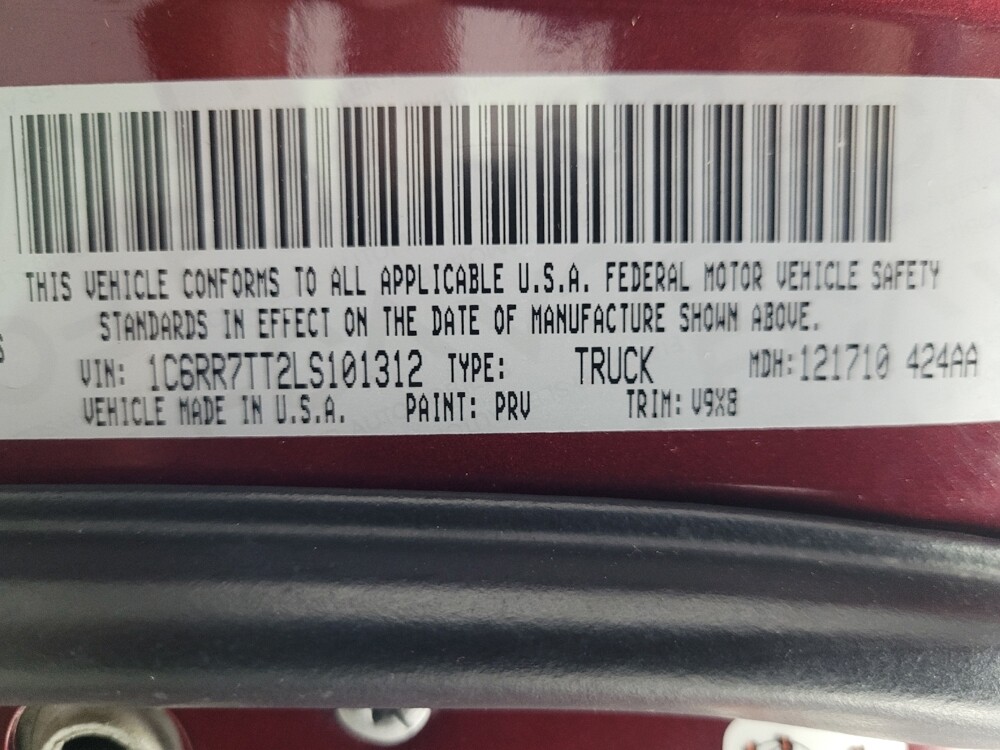 THIS VEHICLE CONFORMS TO ALL APPLICABLE U.S.A. FEDERAL MOTOR VEHICLE SAFETY
STANDARDS IN EFFECT ON THE DATE OF MANUFACTURE SHOWN ABOVE.
VIN: 1C6RR7TT2LS101312 TYPE: TRUCK MDH:121710 424AA
VEHICLE MADE IN U.S.A. PAINT: PRV TRIM: V9X8